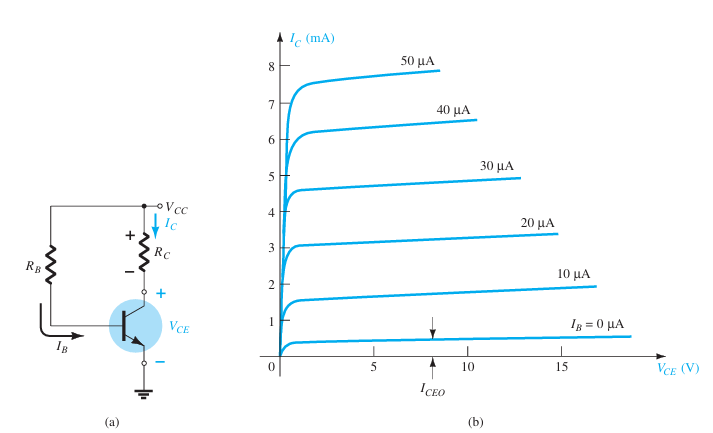 V_CC
I_C
+
R_C
−
R_B
+
V_CE
I_B
−
(a)
I_C (mA)
8
7
6
5
4
3
2
1
0
50 μA
40 μA
30 μA
20 μA
10 μA
I_B = 0 μA
5
10
15
V_CE (V)
I_CEO
(b)